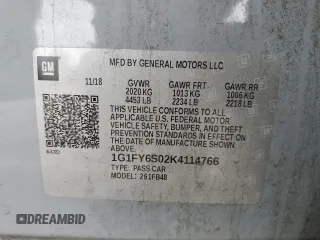 GM
MFD BY GENERAL MOTORS LLC
11/18 GVWR GAWR FRT GAWR RR
2020 KG 1013 KG 1006 KG
4453 LB 2234 LB 2218 LB
THIS VEHICLE CONFORMS TO ALL
APPLICABLE U.S. FEDERAL MOTOR
VEHICLE SAFETY, BUMPER, AND
THEFT PREVENTION STANDARDS
IN EFFECT ON THE DATE OF
MANUFACTURE SHOWN ABOVE.
1G1FY6S02K4114766
TYPE: PASS CAR
MODEL: 261FB48